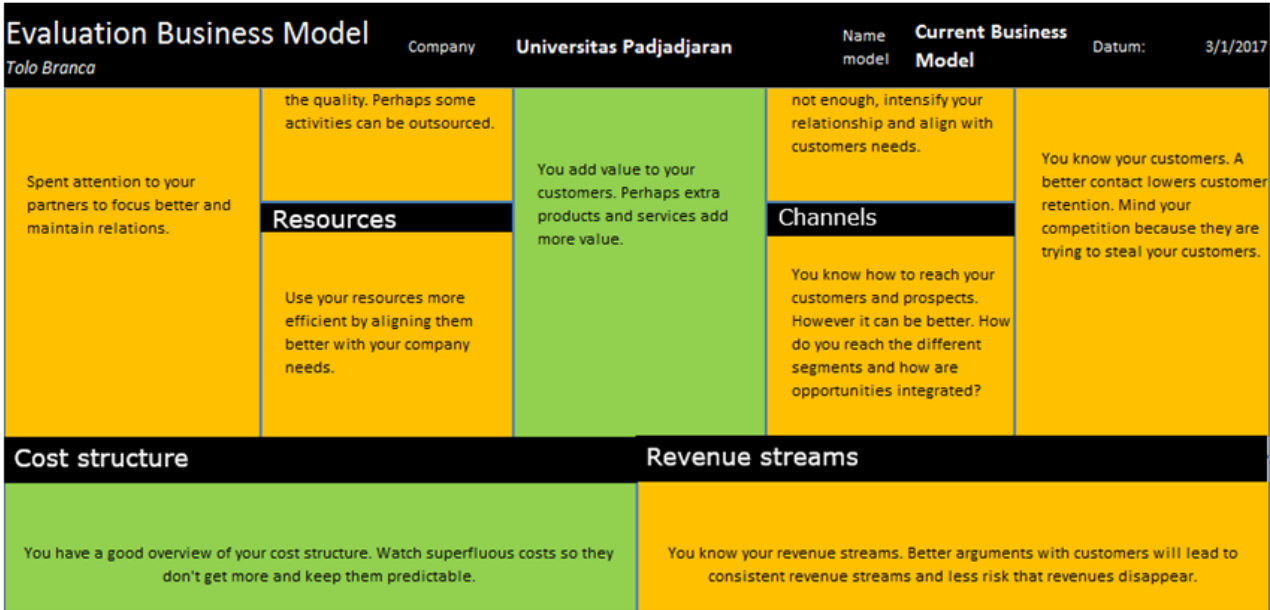 Evaluation Business Model
Tolo Branca
Company
Universitas Padjadjaran
Name
model
Current Business
Model
Datum:
3/1/2017
Spent attention to your
partners to focus better and
maintain relations.
the quality. Perhaps some
activities can be outsourced.
Resources
Use your resources more
efficient by aligning them
better with your company
needs.
You add value to your
customers. Perhaps extra
products and services add
more value.
not enough, intensify your
relationship and align with
customers needs.
Channels
You know how to reach your
customers and prospects.
However it can be better. How
do you reach the different
segments and how are
opportunities integrated?
You know your customers. A
better contact lowers customer
retention. Mind your
competition because they are
trying to steal your customers.
Cost structure
You have a good overview of your cost structure. Watch superfluous costs so they
don't get more and keep them predictable.
Revenue streams
You know your revenue streams. Better arguments with customers will lead to
consistent revenue streams and less risk that revenues disappear.